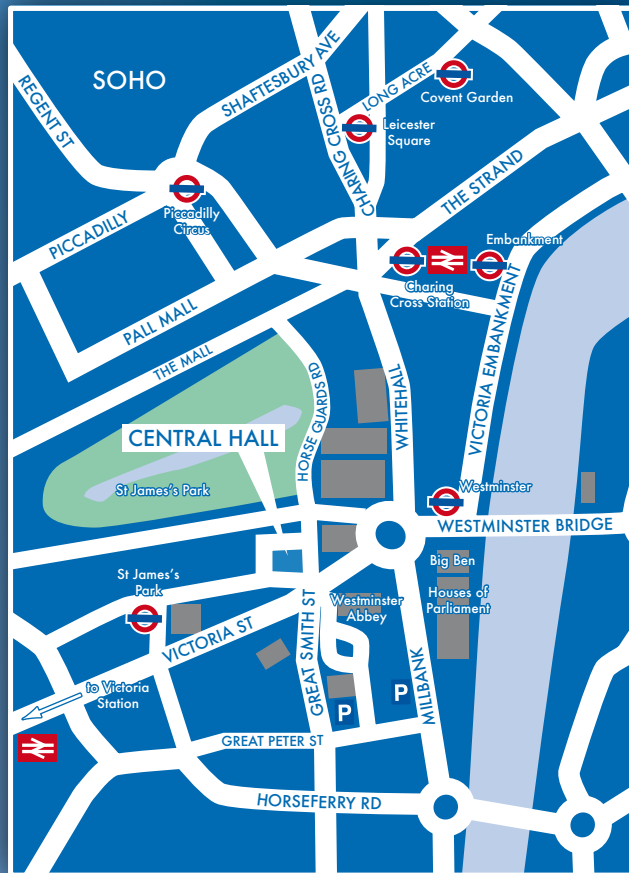 SOHO
REGENT ST
SHAFTESBURY AVE
CHARING CROSS RD
LONG ACRE
Covent Garden
Leicester
Square
THE STRAND
Piccadilly
Circus
PICCADILLY
Embankment
Charing
Cross Station
PALL MALL
THE MALL
VICTORIA EMBANKMENT
HORSE GUARDS RD
WHITEHALL
CENTRAL HALL
St James's Park
Westminster
WESTMINSTER BRIDGE
Big Ben
St James's
Park
Houses of
Parliament
Westminster
Abbey
VICTORIA ST
GREAT SMITH ST
MILLBANK
to Victoria
Station
P
P
GREAT PETER ST
HORSEFERRY RD